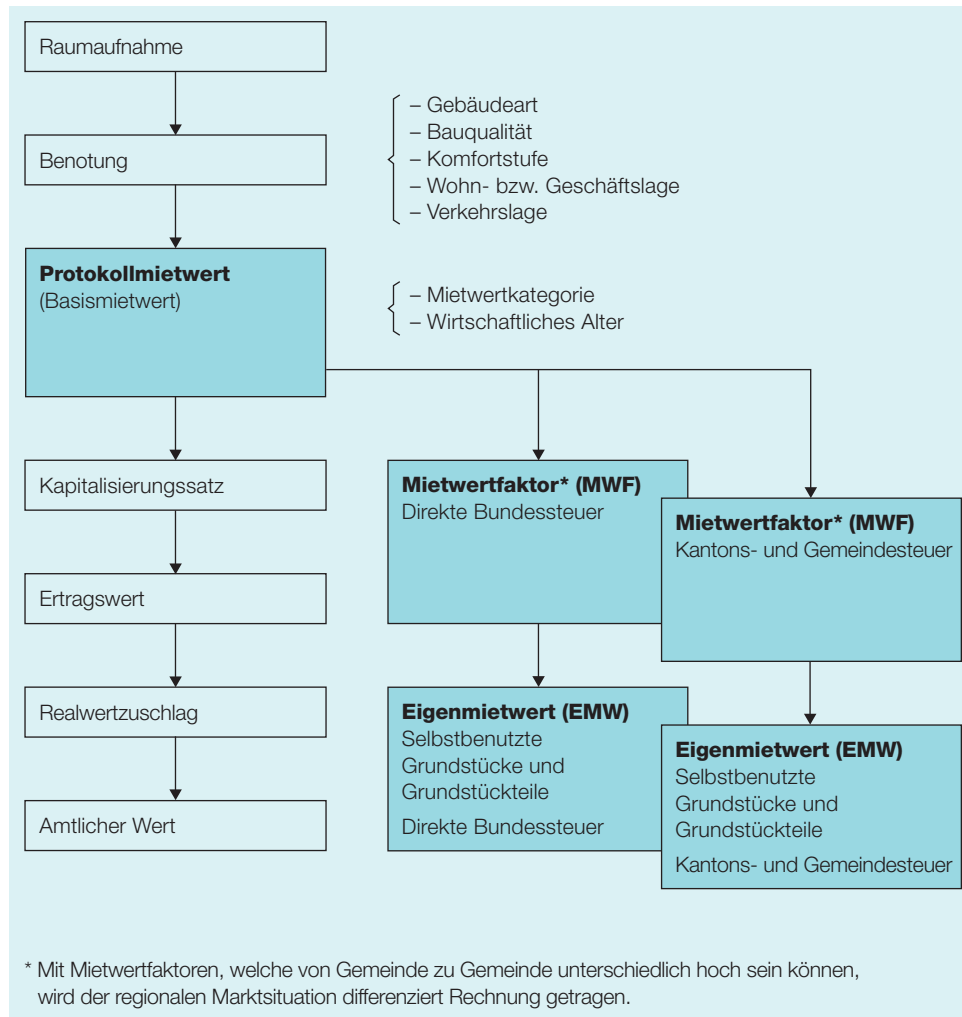 Raumaufnahme
Benotung
– Gebäudeart
– Bauqualität
– Komfortstufe
– Wohn- bzw. Geschäftslage
– Verkehrslage
Protokollmietwert
(Basismietwert)
– Mietwertkategorie
– Wirtschaftliches Alter
Kapitalisierungssatz
Ertragswert
Realwertzuschlag
Amtlicher Wert
Mietwertfaktor* (MWF)
Direkte Bundessteuer
Mietwertfaktor* (MWF)
Kantons- und Gemeindesteuer
Eigenmietwert (EMW)
Selbstbenutzte
Grundstücke und
Grundstückteile
Direkte Bundessteuer
Eigenmietwert (EMW)
Selbstbenutzte
Grundstücke und
Grundstückteile
Kantons- und Gemeindesteuer
* Mit Mietwertfaktoren, welche von Gemeinde zu Gemeinde unterschiedlich hoch sein können,
wird der regionalen Marktsituation differenziert Rechnung getragen.